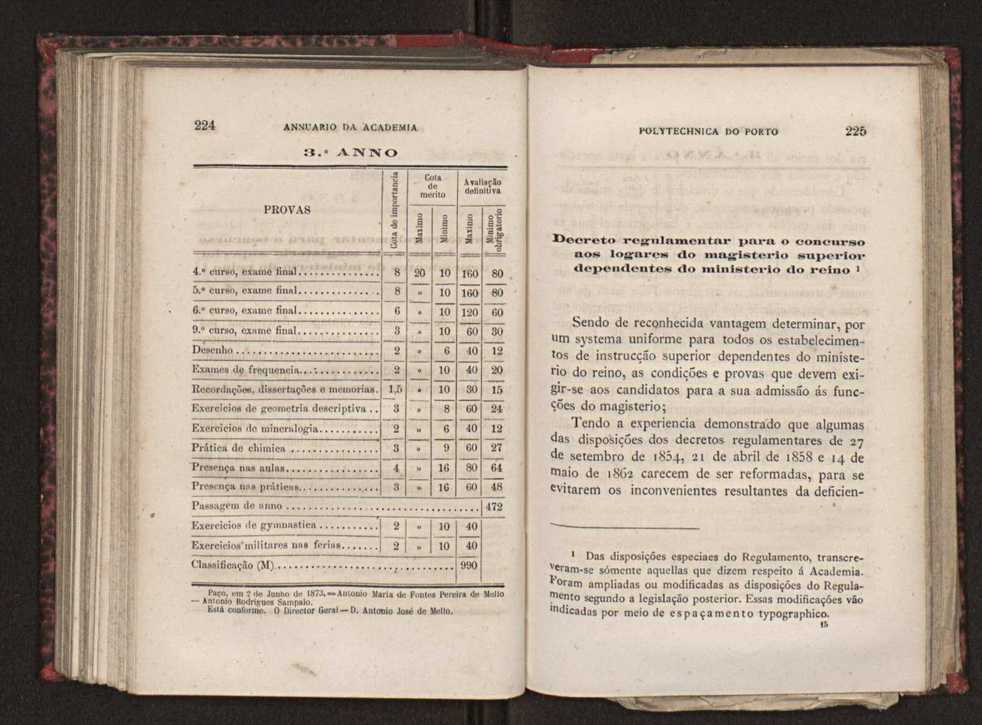 224 ANNUARIO DA ACADEMIA
3.º ANNO
PROVAS
Cota de importancia
Cota de merito
Avaliação definitiva
Maximo
Minimo
Maximo
Minimo obrigatorio
4.º curso, exame final............... 8 20 10 160 80
5.º curso, exame final............... 8 » 10 160 80
6.º curso, exame final............... 6 » 10 120 60
9.º curso, exame final............... 3 » 10 60 30
Desenho ......................... 2 » 6 40 12
Exames de frequencia............... 2 » 10 40 20
Recordações, dissertações e memorias. 1,5 » 10 30 15
Exercicios de geometria descriptiva .. 3 » 8 60 24
Exercicios de mineralogia........... 2 » 6 40 12
Prática de chimica ................ 3 » 9 60 27
Presença nas aulas................. 4 » 16 80 64
Presença nas práticas............... 3 » 16 60 48
Passagem de anno .................................. 472
Exercicios de gymnastica ........... 2 » 10 40
Exercicios militares nas ferias....... 2 » 10 40
Classificação (M)............................... 990
Paço, em 7 de Junho de 1873.=Antonio Maria de Fontes Pereira de Mello
— Antonio Rodrigues Sampaio.
Está conforme. O Director Geral — D. Antonio José de Mello.
POLYTECHNICA DO PORTO 225
Decreto regulamentar para o concurso
aos logares do magisterio superior
dependentes do ministerio do reino ¹
Sendo de reconhecida vantagem determinar, por
um systema uniforme para todos os estabelecimen-
tos de instrucção superior dependentes do ministe-
rio do reino, as condições e provas que devem exi-
gir-se aos candidatos para a sua admissão ás func-
ções do magisterio;
Tendo a experiencia demonstrado que algumas
das disposições dos decretos regulamentares de 27
de setembro de 1854, 21 de abril de 1858 e 14 de
maio de 1862 carecem de ser reformadas, para se
evitarem os inconvenientes resultantes da deficien-
¹ Das disposições especiaes do Regulamento, transcre-
veram-se sómente aquellas que dizem respeito á Academia.
Foram ampliadas ou modificadas as disposições do Regula-
mento segundo a legislação posterior. Essas modificações vão
indicadas por meio de espaçamento typographico.
15